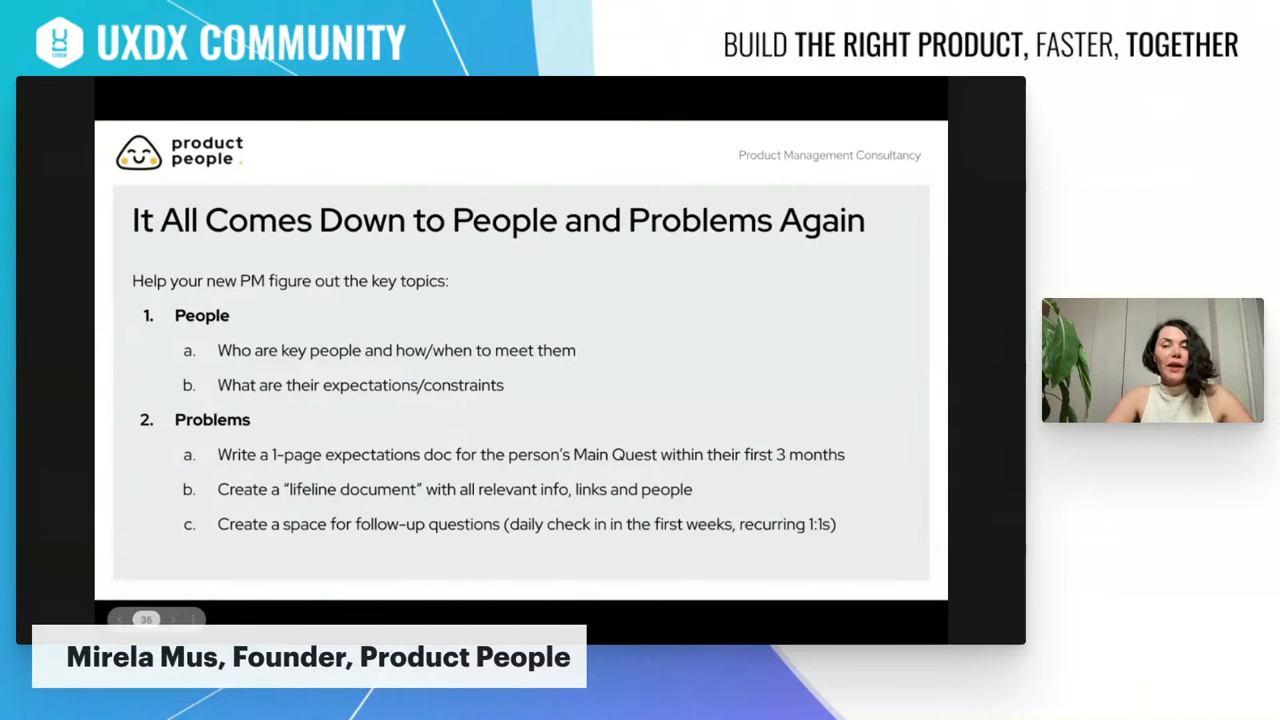 UXDX COMMUNITY
BUILD THE RIGHT PRODUCT, FASTER, TOGETHER
product
people.
Product Management Consultancy
It All Comes Down to People and Problems Again
Help your new PM figure out the key topics:
1. People
a. Who are key people and how/when to meet them
b. What are their expectations/constraints
2. Problems
a. Write a 1-page expectations doc for the person's Main Quest within their first 3 months
b. Create a “lifeline document” with all relevant info, links and people
c. Create a space for follow-up questions (daily check in in the first weeks, recurring 1:1s)
36
Mirela Mus, Founder, Product People